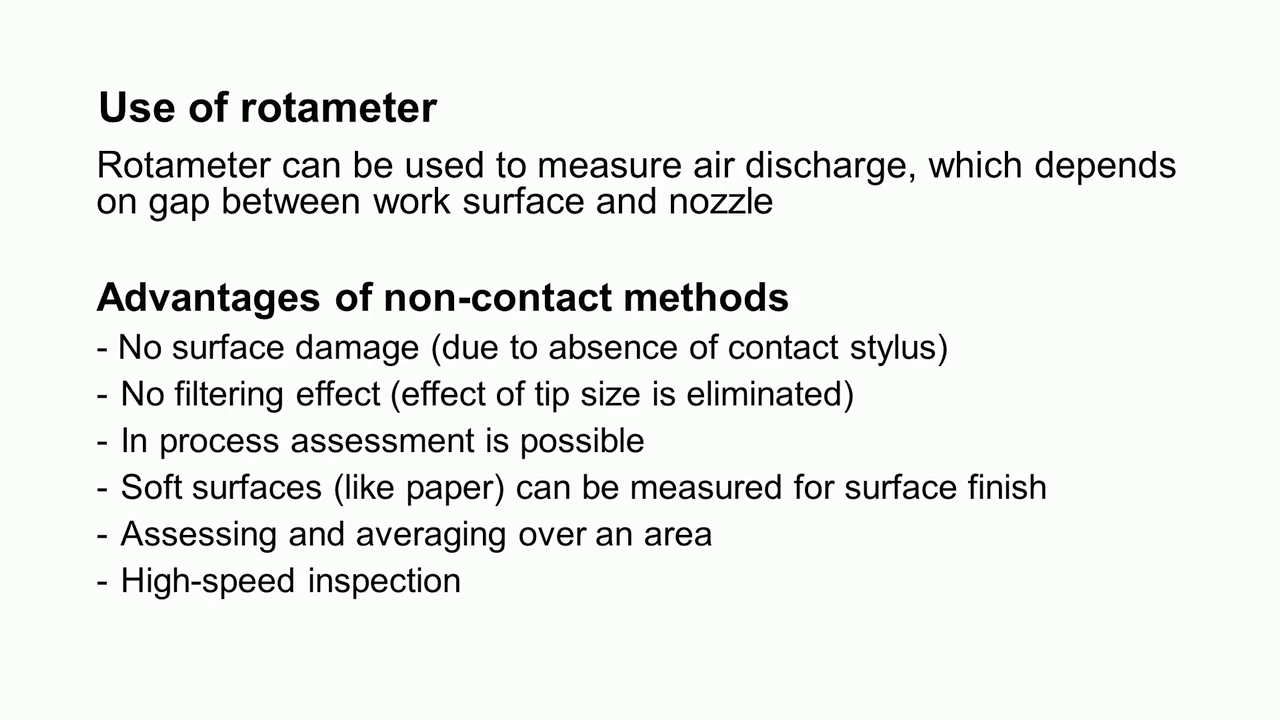 Use of rotameter
Rotameter can be used to measure air discharge, which depends
on gap between work surface and nozzle
Advantages of non-contact methods
- No surface damage (due to absence of contact stylus)
- No filtering effect (effect of tip size is eliminated)
- In process assessment is possible
- Soft surfaces (like paper) can be measured for surface finish
- Assessing and averaging over an area
- High-speed inspection